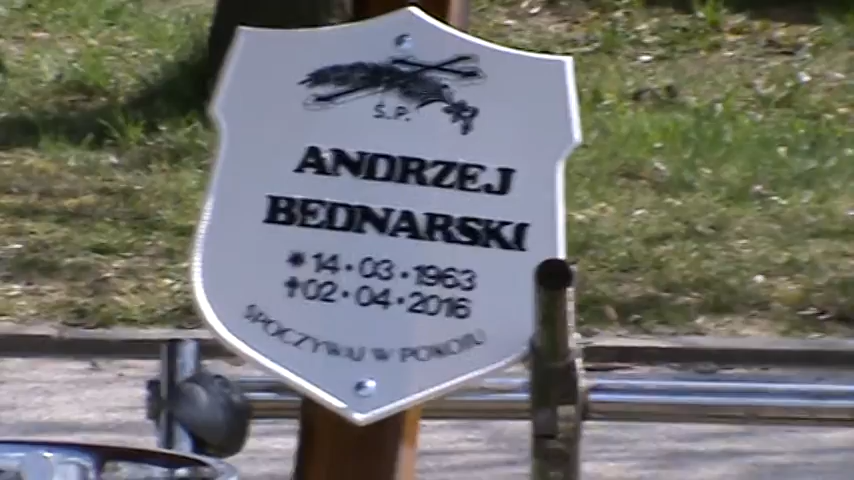 Ś.P.
ANDRZEJ
BEDNARSKI
* 14 • 03 • 1963
† 02 • 04 • 2016
SPOCZYWAJ W POKOJU